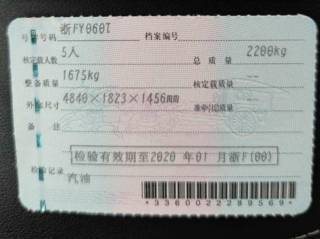 号牌号码 浙FY060T 档案编号
核定载人数 5人 总 质 量 2200kg
整备质量 1675kg 核定载质量
外廓尺寸 4840×1823×1456mm 准牵引总质量
备 注
检验有效期至2020 年01 月浙F(00)
检验记录
汽油
*3360022289569*